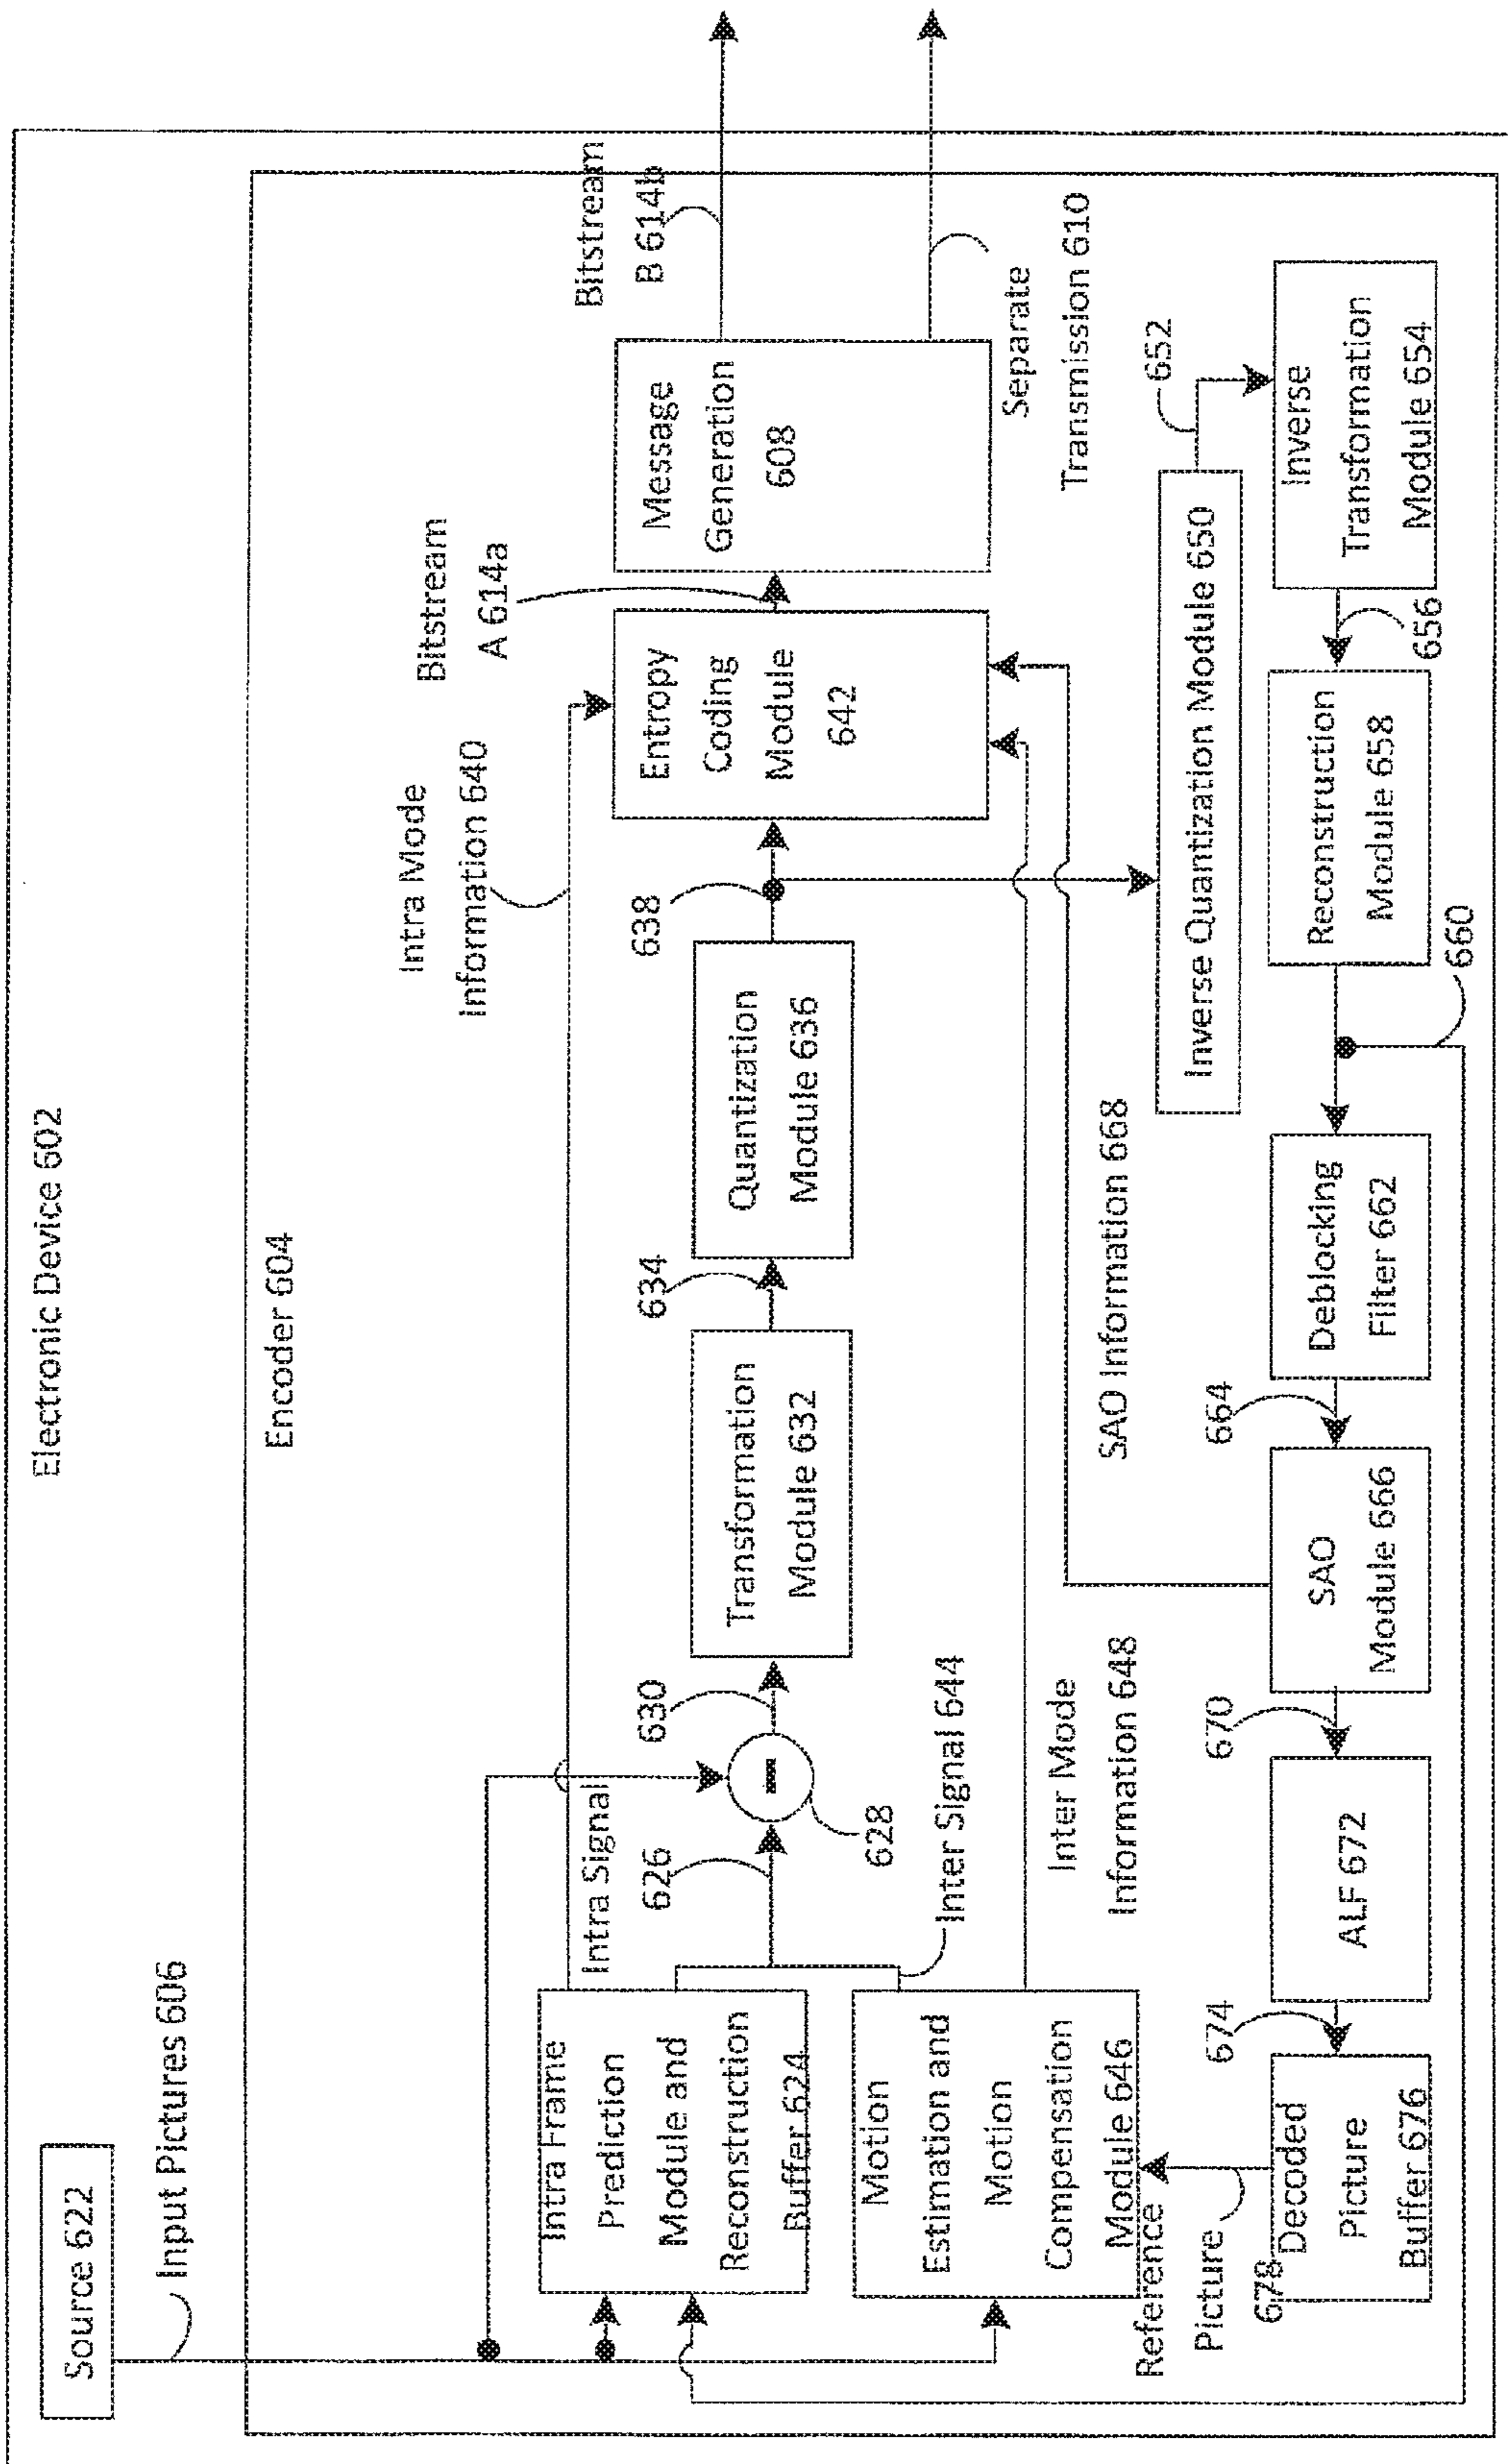 Electronic Device 602
Source 622
Input Pictures 606
Encoder 604
Intra Mode
Information 640
Bitstream
A 614a
Bitstream
B 614b
Intra Frame
Prediction
Module and
Reconstruction
Buffer 624
Intra Signal
626
628
630
Transformation
Module 632
634
Quantization
Module 636
638
Entropy
Coding
Module
642
Message
Generation
608
Separate
Transmission 610
Motion
Estimation and
Motion
Compensation
Module 646
Inter Signal 644
Inter Mode
Information 648
SAO Information 668
Inverse Quantization Module 650
652
Reference
Picture
678
Decoded
Picture
Buffer 676
674
ALF 672
670
SAO
Module 666
664
Deblocking
Filter 662
660
Reconstruction
Module 658
656
Inverse
Transformation
Module 654